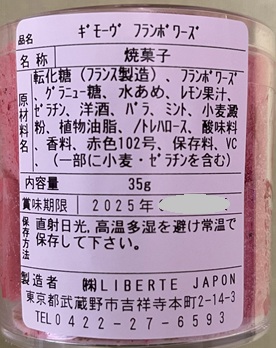 品名 ギモーヴ フランボワーズ
名称 焼菓子
原材料名 転化糖（フランス製造）、フランボワーズ
、グラニュー糖、水あめ、レモン果汁、
ゼラチン、洋酒、バラ、ミント、小麦澱
粉、植物油脂、/トレハロース、酸味料
、香料、赤色102号、保存料、VC、
（一部に小麦・ゼラチンを含む）
内容量 35g
賞味期限 2025年
保存方法 直射日光,高温多湿を避け常温で
保存して下さい。
製造者 ㈱LIBERTE JAPON
東京都武蔵野市吉祥寺本町2-14-3
TEL0422-27-6593